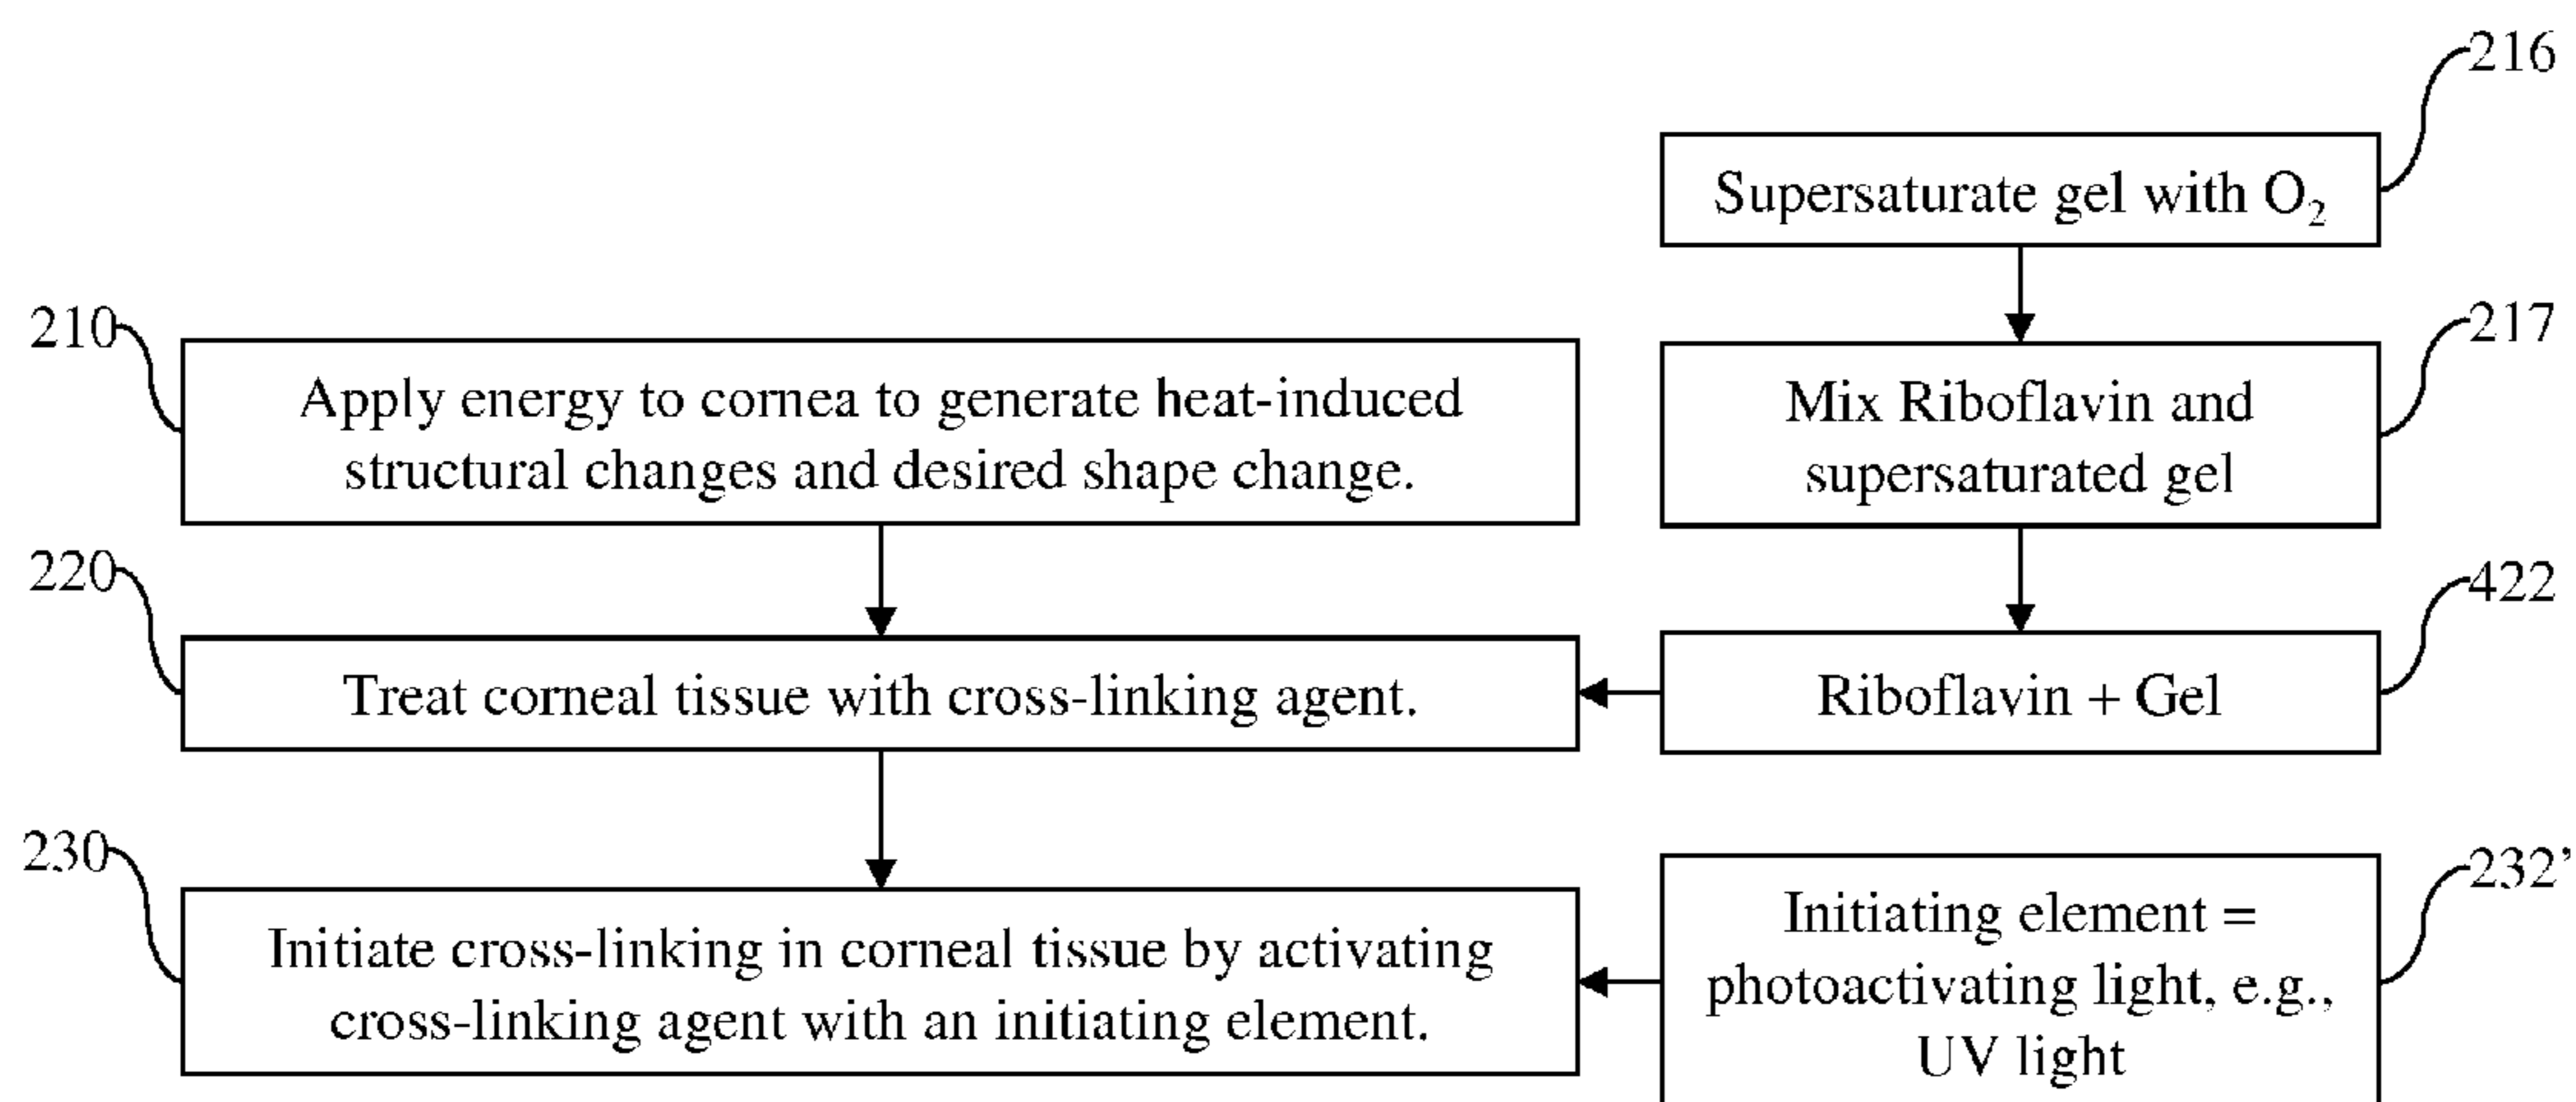 216
Supersaturate gel with O₂
210
217
Apply energy to cornea to generate heat-induced
structural changes and desired shape change.
Mix Riboflavin and
supersaturated gel
220
422
Treat corneal tissue with cross-linking agent.
Riboflavin + Gel
230
232’
Initiate cross-linking in corneal tissue by activating
cross-linking agent with an initiating element.
Initiating element =
photoactivating light, e.g.,
UV light